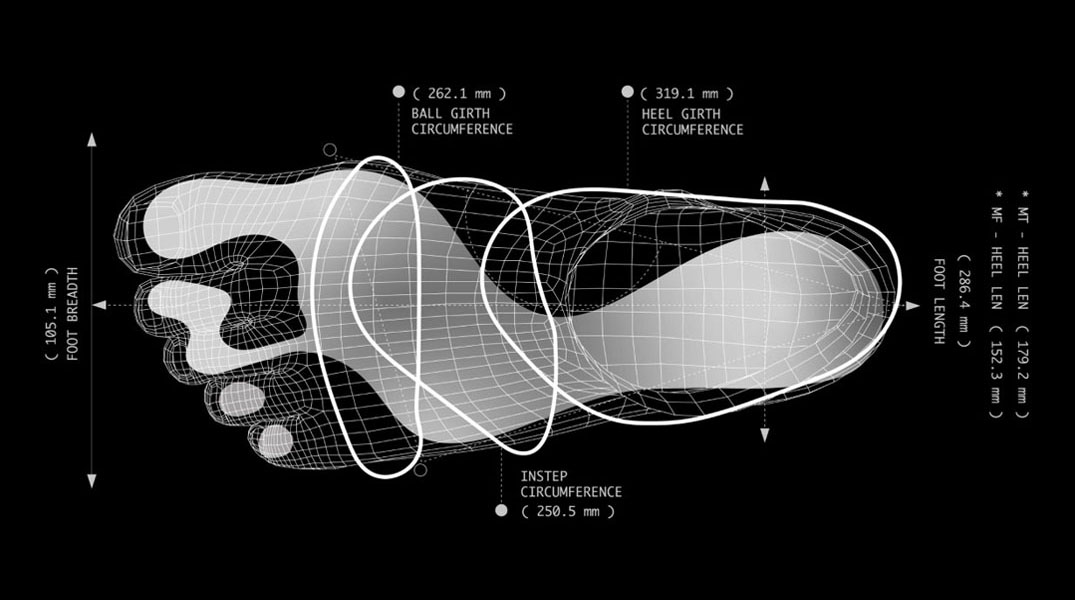 ( 262.1 mm )
BALL GIRTH
CIRCUMFERENCE
( 319.1 mm )
HEEL GIRTH
CIRCUMFERENCE
( 105.1 mm )
FOOT BREADTH
INSTEP
CIRCUMFERENCE
( 250.5 mm )
( 286.4 mm )
FOOT LENGTH
* MT - HEEL LEN ( 179.2 mm )
* MF - HEEL LEN ( 152.3 mm )